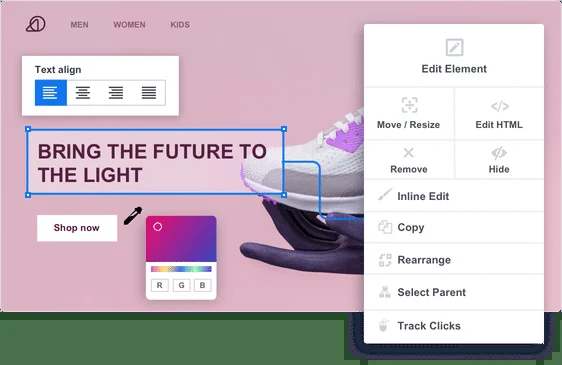 MEN WOMEN KIDS
Text align
BRING THE FUTURE TO
THE LIGHT
Shop now
R G B
Edit Element
Move / Resize
Edit HTML
Remove
Hide
Inline Edit
Copy
Rearrange
Select Parent
Track Clicks